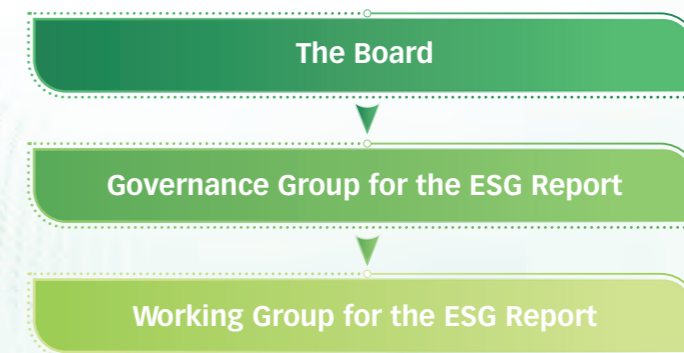 The Board
Governance Group for the ESG Report
Working Group for the ESG Report